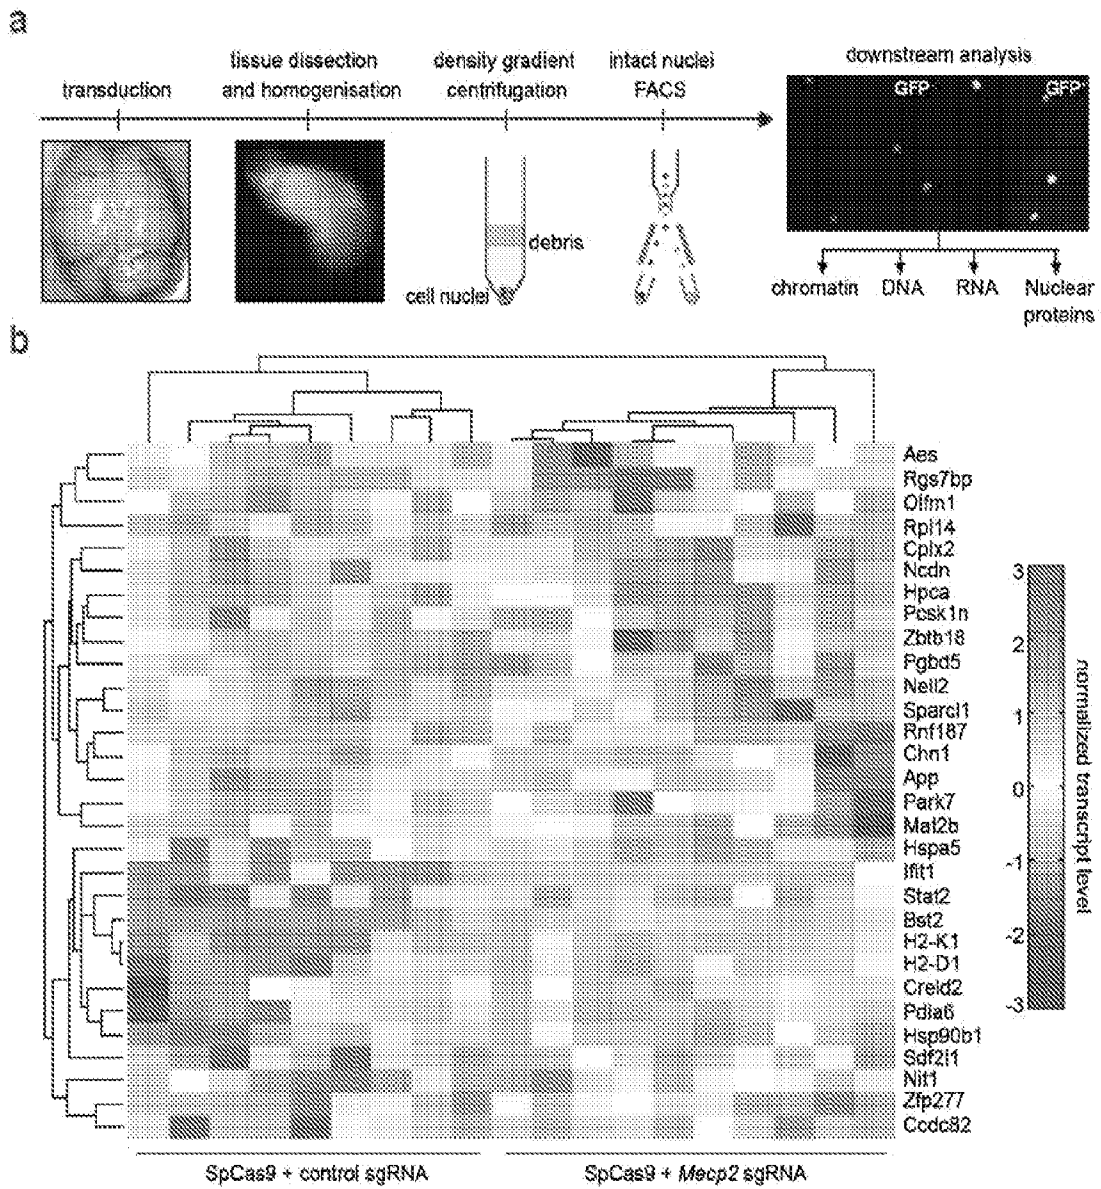 a
transduction
tissue dissection
and homogenisation
density gradient
centrifugation
intact nuclei
FACS
downstream analysis
GFP
GFP+
debris
cell nuclei
chromatin
DNA
RNA
Nuclear
proteins
b
Aes
Rgs7bp
Olfm1
Rpl14
Cplx2
Ncdn
Hpca
Pcsk1n
Zbtb18
Pgbd5
Nell2
Sparcl1
Rnf187
Chn1
App
Park7
Mat2b
Hspa5
Ifit1
Stat2
Bst2
H2-K1
H2-D1
Creld2
Pdia6
Hsp90b1
Sdf2l1
Nit1
Zfp277
Ccdc82
3
2
1
0
-1
-2
-3
normalized transcript level
SpCas9 + control sgRNA
SpCas9 + Mecp2 sgRNA